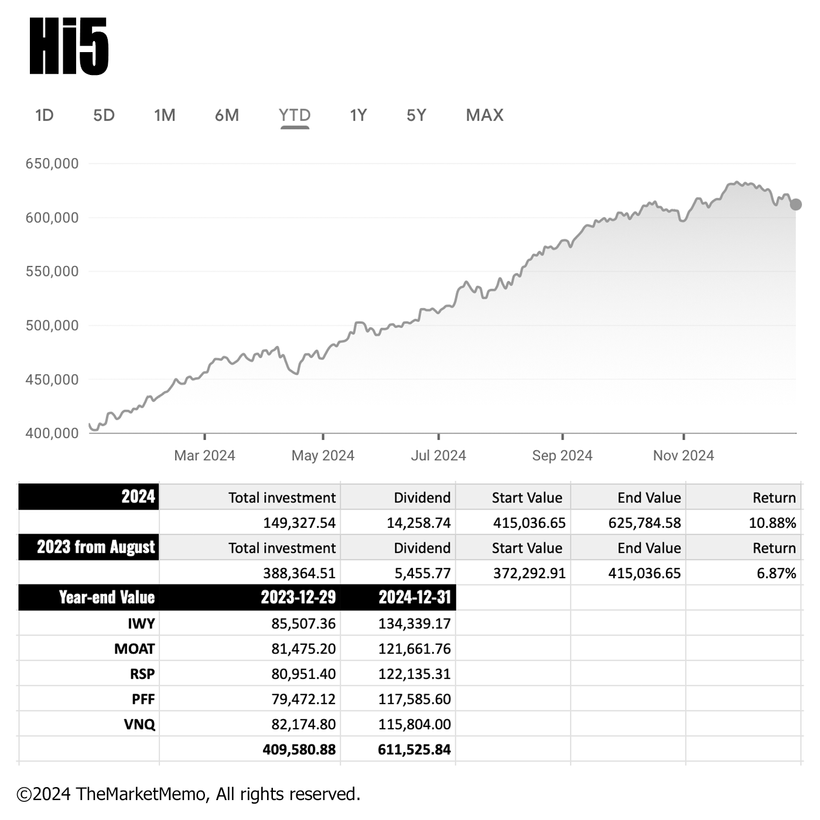 Hi5
1D 5D 1M 6M YTD 1Y 5Y MAX
650,000
600,000
550,000
500,000
450,000
400,000
Mar 2024 May 2024 Jul 2024 Sep 2024 Nov 2024
2024 Total investment Dividend Start Value End Value Return
149,327.54 14,258.74 415,036.65 625,784.58 10.88%
2023 from August Total investment Dividend Start Value End Value Return
388,364.51 5,455.77 372,292.91 415,036.65 6.87%
Year-end Value 2023-12-29 2024-12-31
IWY 85,507.36 134,339.17
MOAT 81,475.20 121,661.76
RSP 80,951.40 122,135.31
PFF 79,472.12 117,585.60
VNQ 82,174.80 115,804.00
409,580.88 611,525.84
©2024 TheMarketMemo, All rights reserved.